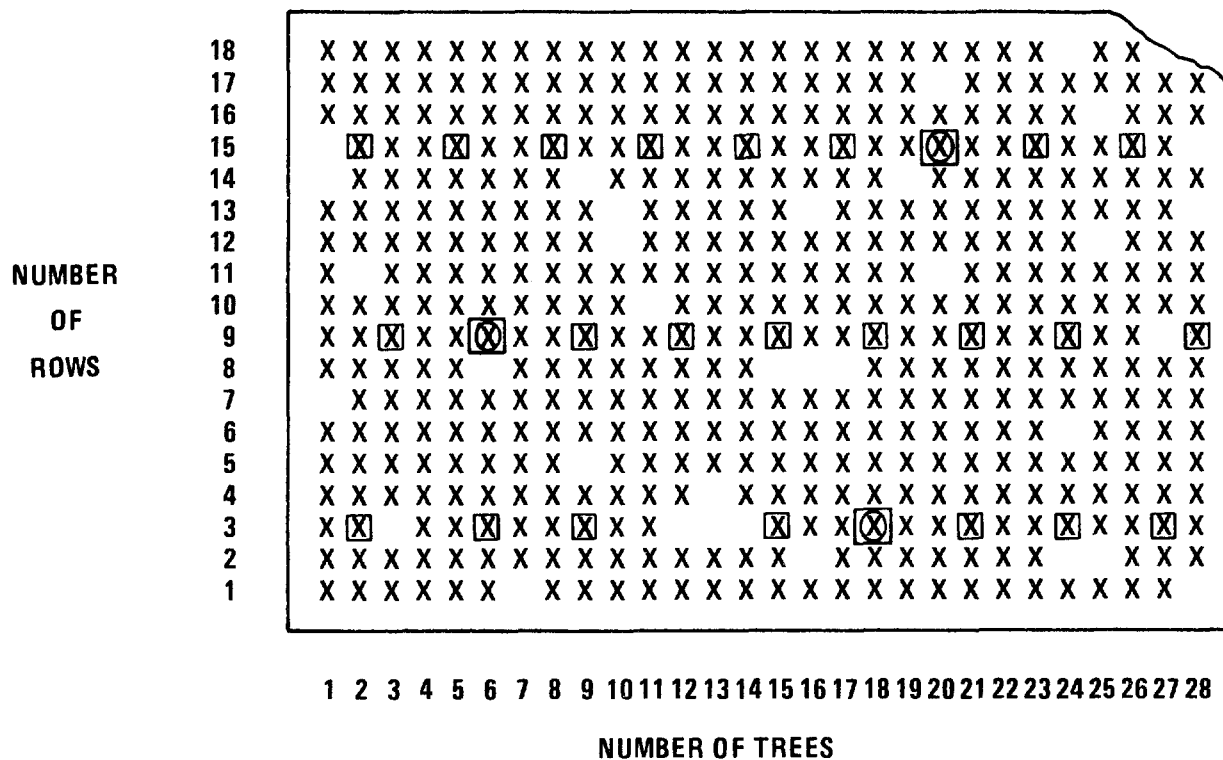 18 X X X X X X X X X X X X X X X X X X X X X X X X X
17 X X X X X X X X X X X X X X X X X X X X X X X X X X X
16 X X X X X X X X X X X X X X X X X X X X X X X X X X X
15 X X X X X X X X X X X X X X X X X X X X X X X X X X
14 X X X X X X X X X X X X X X X X X X X X X X X X X
13 X X X X X X X X X X X X X X X X X X X X X X X X X
12 X X X X X X X X X X X X X X X X X X X X X X X X X X
NUMBER
11 X X X X X X X X X X X X X X X X X X X X X X X X X X
10 X X X X X X X X X X X X X X X X X X X X X X X X X X X
OF
9 X X X X X X X X X X X X X X X X X X X X X X X X X X X
ROWS
8 X X X X X X X X X X X X X X X X X X X X X X X X
7 X X X X X X X X X X X X X X X X X X X X X X X X X X X
6 X X X X X X X X X X X X X X X X X X X X X X X X X X X
5 X X X X X X X X X X X X X X X X X X X X X X X X X X X
4 X X X X X X X X X X X X X X X X X X X X X X X X X X X
3 X X X X X X X X X X X X X X X X X X X X X X X X
2 X X X X X X X X X X X X X X X X X X X X X X X X X
1 X X X X X X X X X X X X X X X X X X X X X X X X X X
1 2 3 4 5 6 7 8 9 10 11 12 13 14 15 16 17 18 19 20 21 22 23 24 25 26 27 28
NUMBER OF TREES